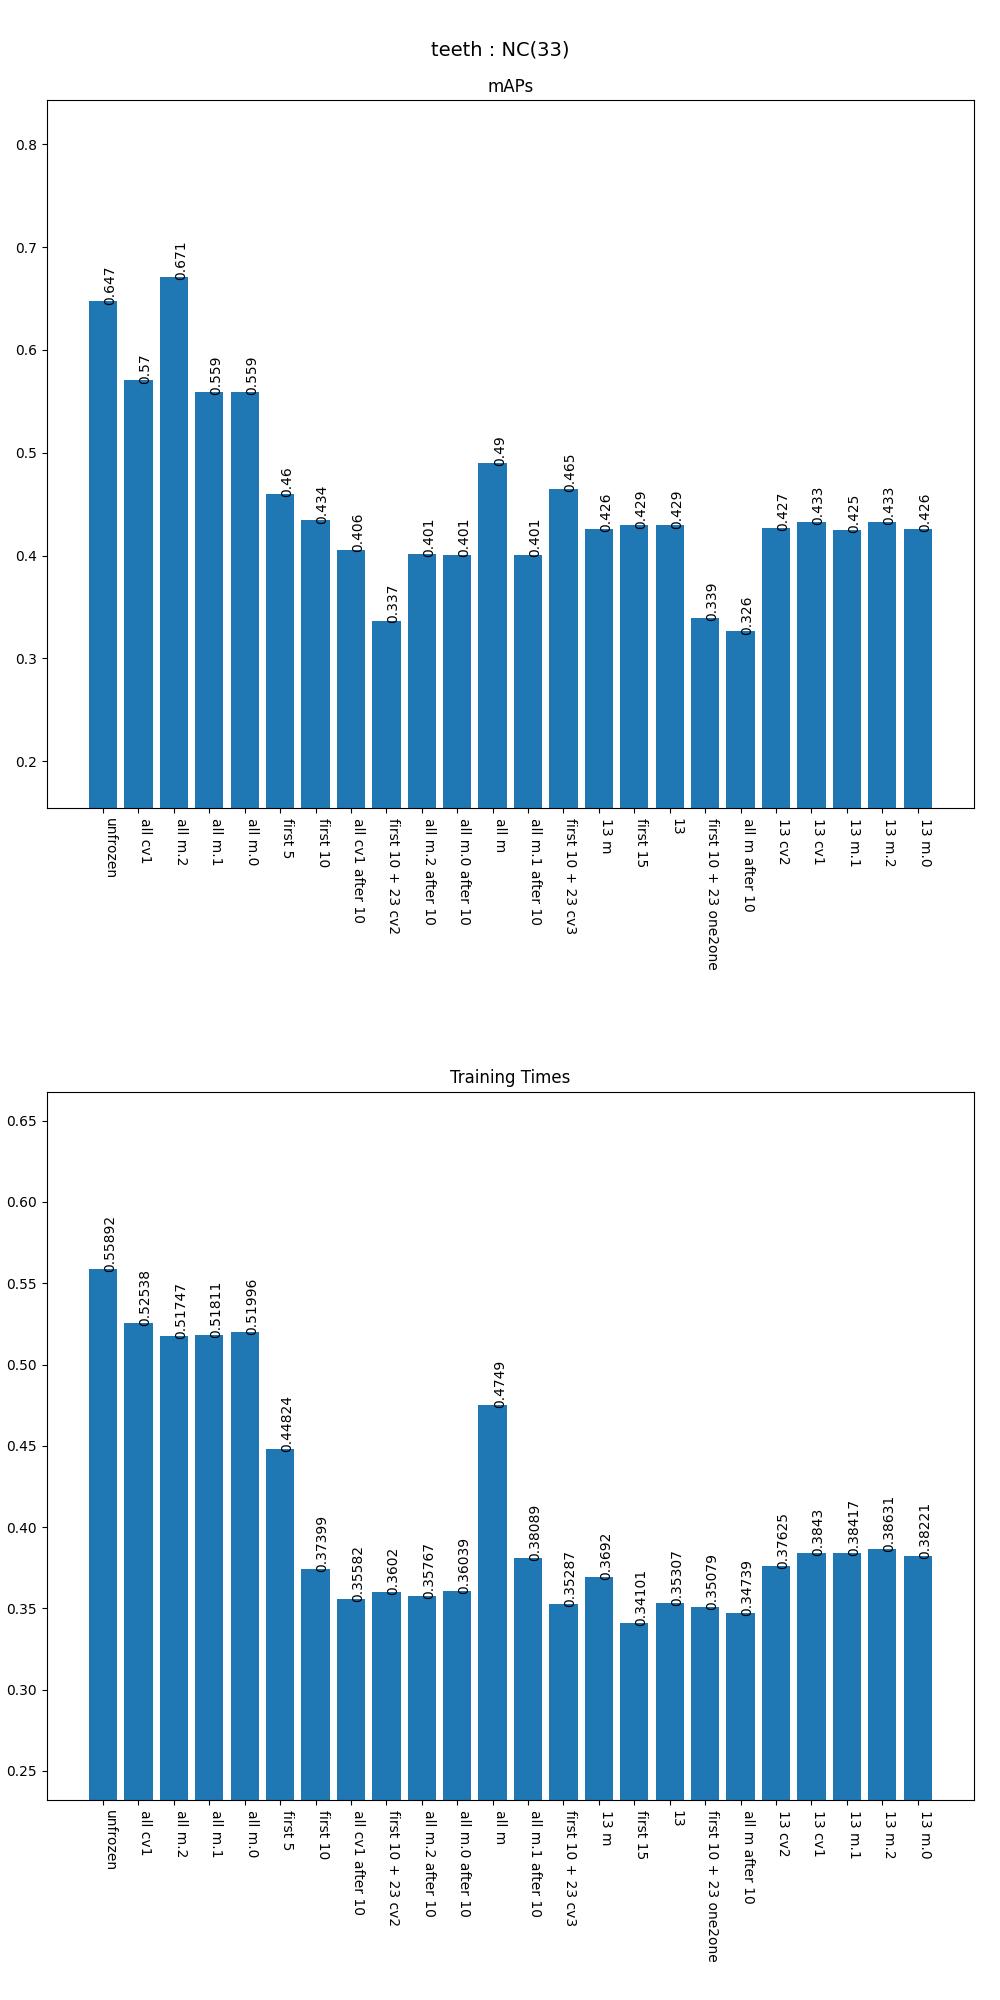 teeth : NC(33)
mAPs
0.8
0.7
0.6
0.5
0.4
0.3
0.2
0.647
0.57
0.671
0.559
0.559
0.46
0.434
0.406
0.337
0.401
0.401
0.49
0.401
0.465
0.426
0.429
0.429
0.339
0.326
0.427
0.433
0.425
0.433
0.426
unfrozen
all cv1
all m.2
all m.1
all m.0
first 5
first 10
all cv1 after 10
first 10 + 23 cv2
all m.2 after 10
all m.0 after 10
all m
all m.1 after 10
first 10 + 23 cv3
13 m
first 15
13
first 10 + 23 one2one
all m after 10
13 cv2
13 cv1
13 m.1
13 m.2
13 m.0
Training Times
0.65
0.60
0.55
0.50
0.45
0.40
0.35
0.30
0.25
0.55892
0.52538
0.51747
0.51811
0.51996
0.44824
0.37399
0.35582
0.3602
0.35767
0.36039
0.4749
0.38089
0.35287
0.3692
0.34101
0.35307
0.35079
0.34739
0.37625
0.3843
0.38417
0.38631
0.38221
unfrozen
all cv1
all m.2
all m.1
all m.0
first 5
first 10
all cv1 after 10
first 10 + 23 cv2
all m.2 after 10
all m.0 after 10
all m
all m.1 after 10
first 10 + 23 cv3
13 m
first 15
13
first 10 + 23 one2one
all m after 10
13 cv2
13 cv1
13 m.1
13 m.2
13 m.0